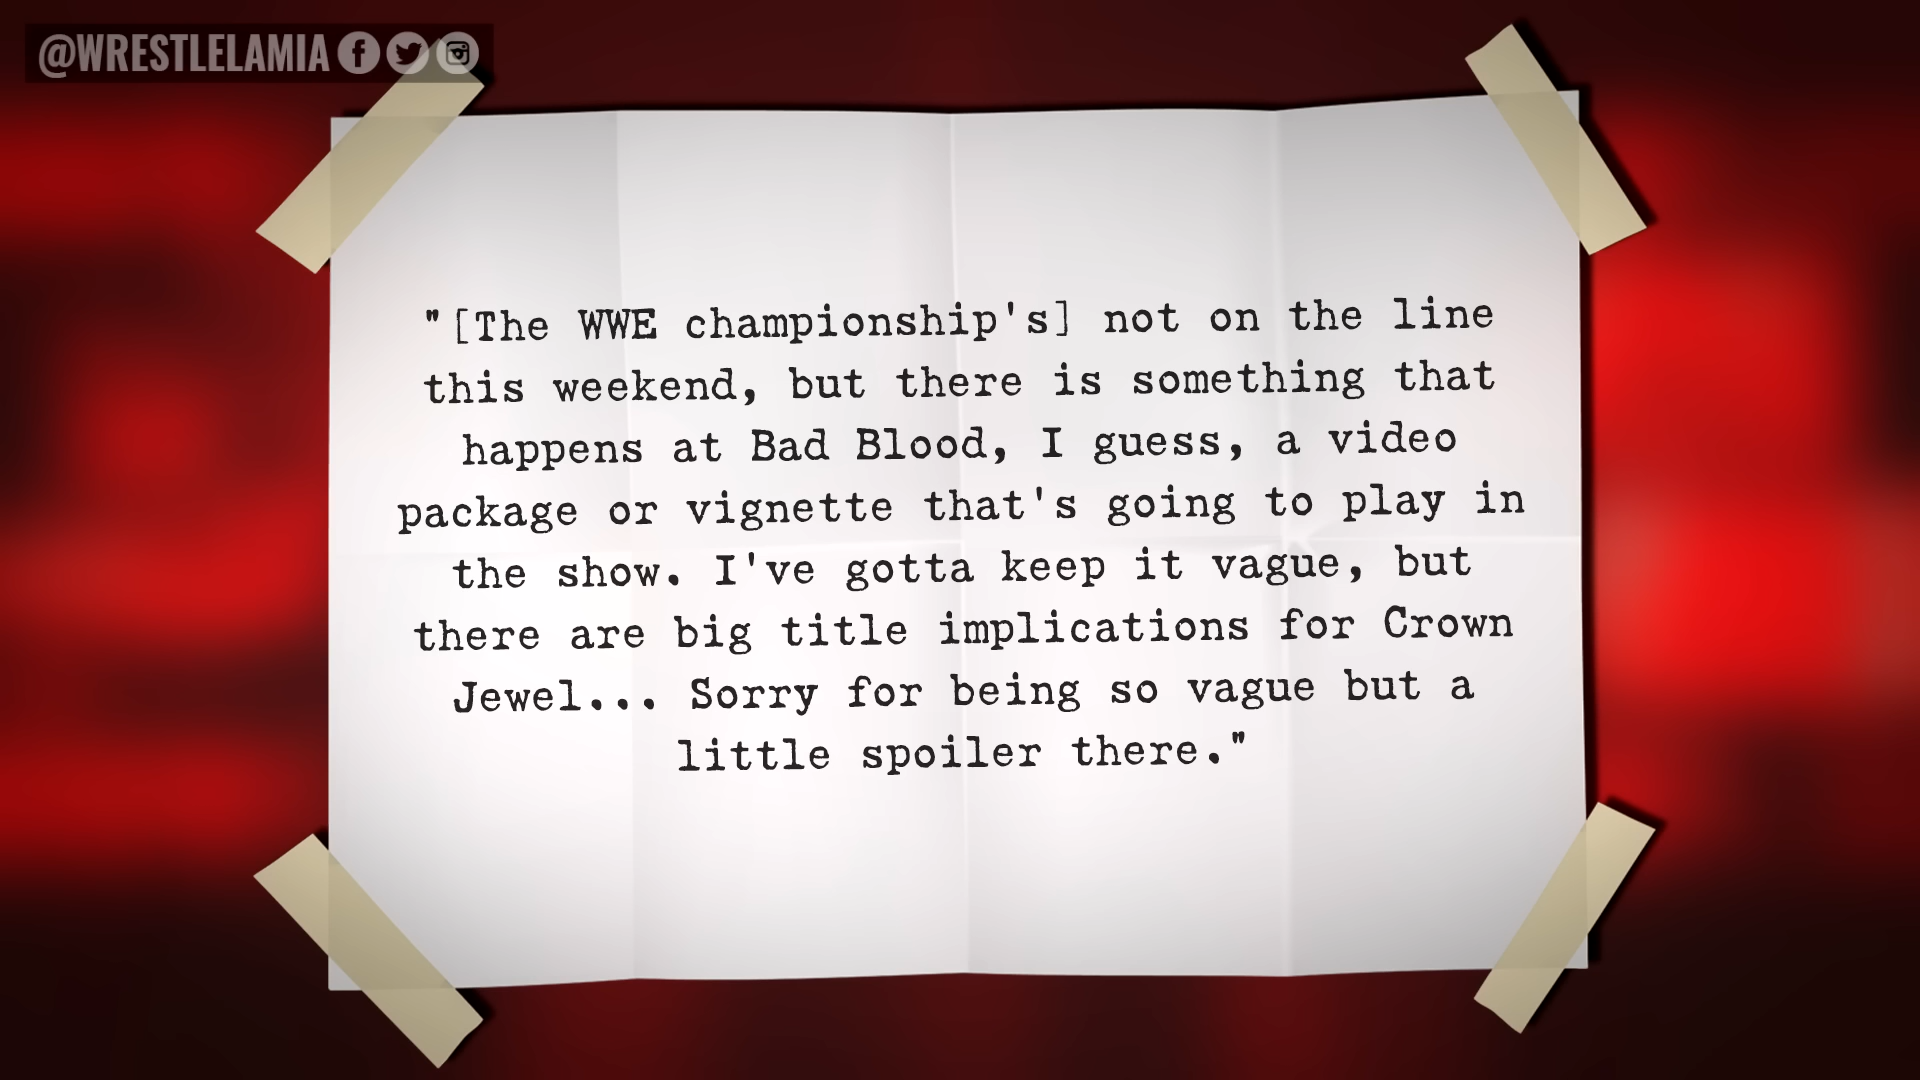 @WRESTLELAMIA
"[The WWE championship's] not on the line
this weekend, but there is something that
happens at Bad Blood, I guess, a video
package or vignette that's going to play in
the show. I've gotta keep it vague, but
there are big title implications for Crown
Jewel... Sorry for being so vague but a
little spoiler there."